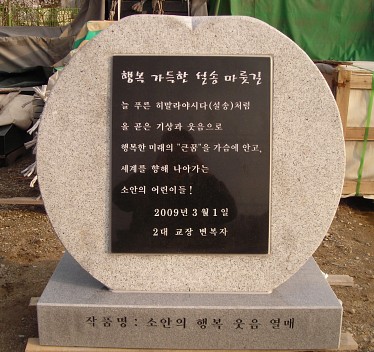 행복 가득한 설송 마룻길
늘 푸른 히말라야시다(설송)처럼
올 곧은 기상과 웃음으로
행복한 미래의 "큰꿈"을 가슴에 안고,
세계를 향해 나아가는
소안의 어린이들!
2009년 3월 1일
2대 교장 변복자
작품명 : 소안의 행복 웃음 열매